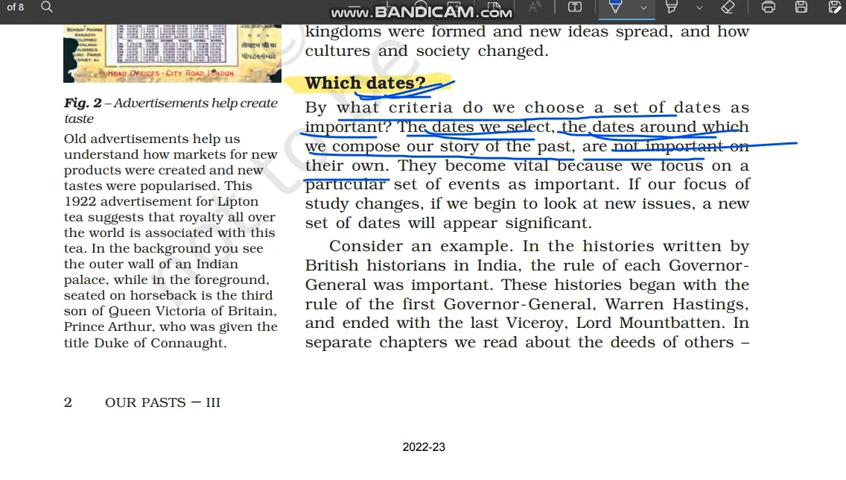 of 8
www.BANDICAM.com
HEAD OFFICES - CITY ROAD, LONDON
Fig. 2 – Advertisements help create
taste
Old advertisements help us
understand how markets for new
products were created and new
tastes were popularised. This
1922 advertisement for Lipton
tea suggests that royalty all over
the world is associated with this
tea. In the background you see
the outer wall of an Indian
palace, while in the foreground,
seated on horseback is the third
son of Queen Victoria of Britain,
Prince Arthur, who was given the
title Duke of Connaught.
kingdoms were formed and new ideas spread, and how
cultures and society changed.
Which dates?
By what criteria do we choose a set of dates as
important? The dates we select, the dates around which
we compose our story of the past, are not important on
their own. They become vital because we focus on a
particular set of events as important. If our focus of
study changes, if we begin to look at new issues, a new
set of dates will appear significant.
Consider an example. In the histories written by
British historians in India, the rule of each Governor-
General was important. These histories began with the
rule of the first Governor-General, Warren Hastings,
and ended with the last Viceroy, Lord Mountbatten. In
separate chapters we read about the deeds of others –
2 OUR PASTS – III
2022-23